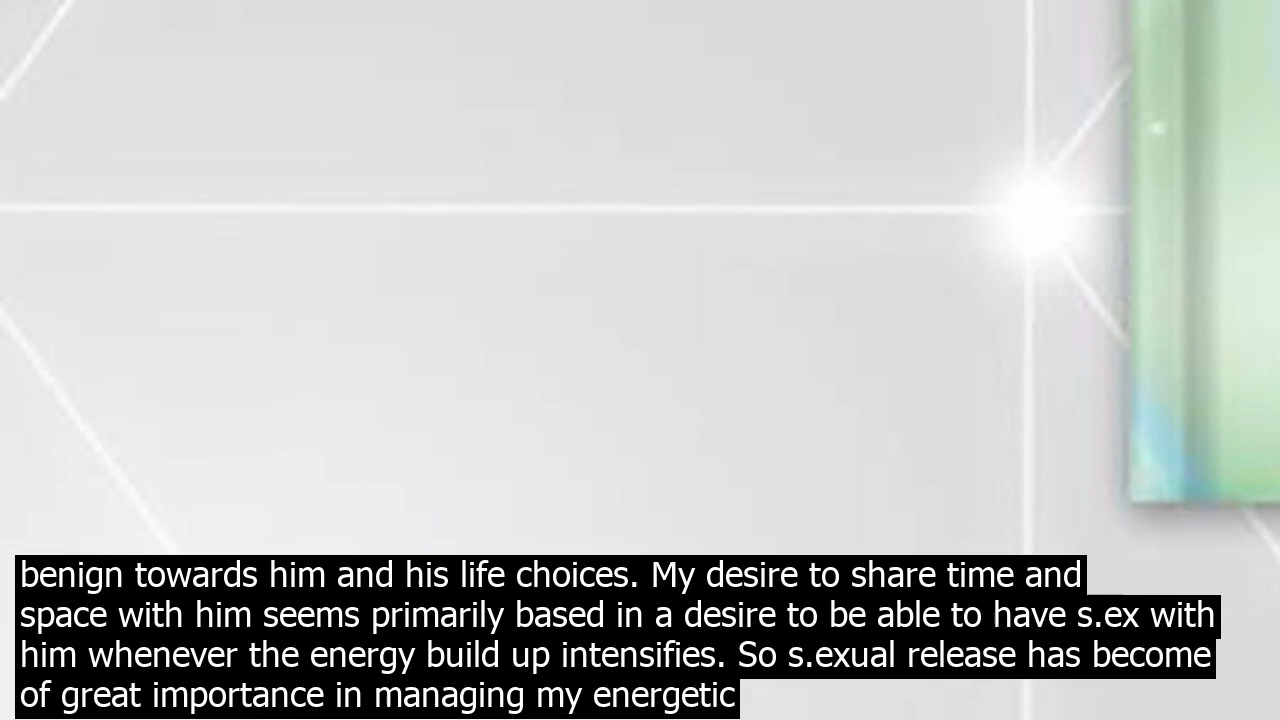 benign towards him and his life choices. My desire to share time and
space with him seems primarily based in a desire to be able to have s.ex with
him whenever the energy build up intensifies. So s.exual release has become
of great importance in managing my energetic